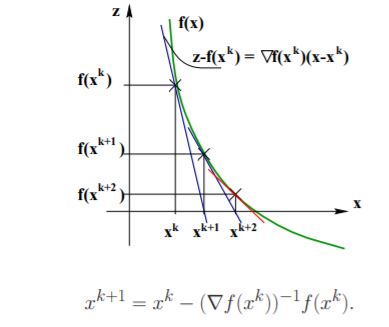 z
f(x)
z-f(xᵏ) = ∇f(xᵏ)(x-xᵏ)
f(xᵏ)
f(xᵏ⁺¹)
f(xᵏ⁺²)
x
xᵏ xᵏ⁺¹ xᵏ⁺²
xᵏ⁺¹ = xᵏ − (∇f(xᵏ))⁻¹f(xᵏ).